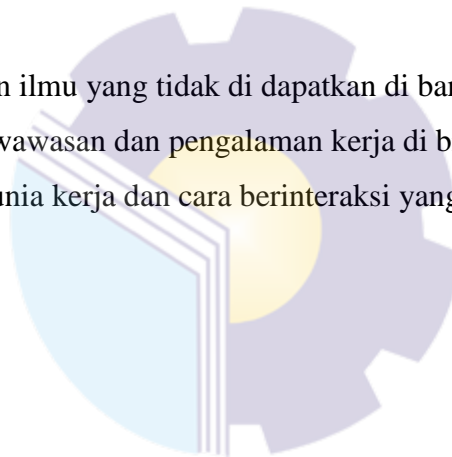 n ilmu yang tidak di dapatkan di ban
wawasan dan pengalaman kerja di b
unia kerja dan cara berinteraksi yang